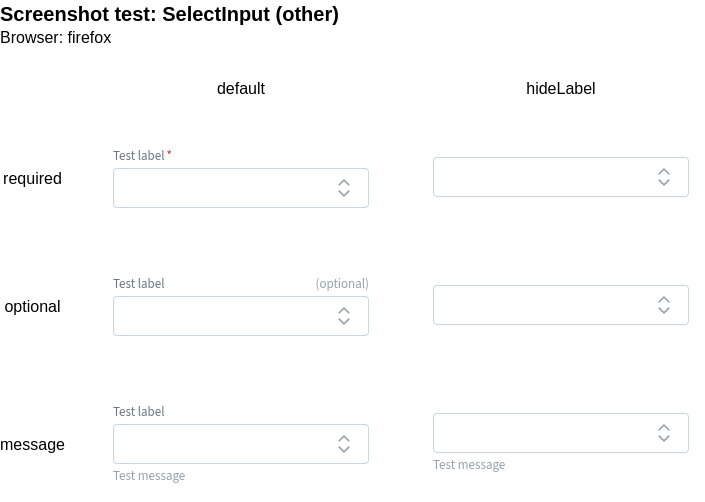 Screenshot test: SelectInput (other)
Browser: firefox
default hideLabel
Test label *
required
Test label (optional)
optional
Test label
message
Test message Test message